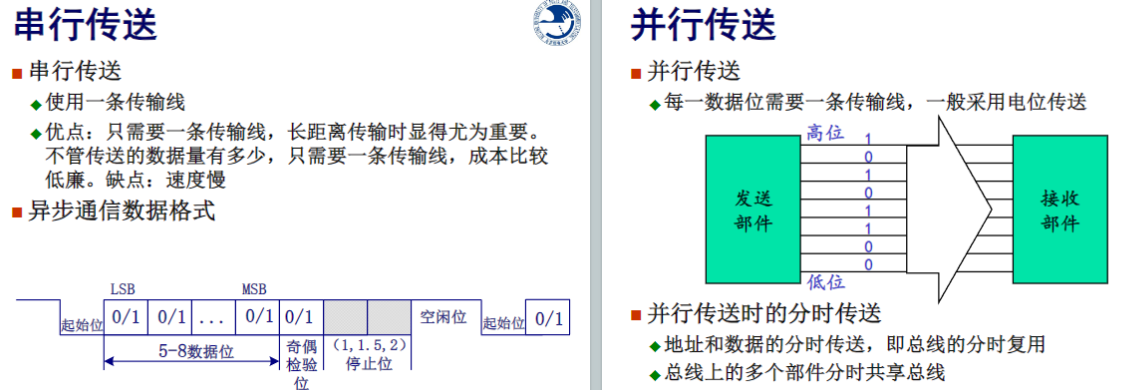 串行传送
■ 串行传送
◆使用一条传输线
◆优点：只需要一条传输线，长距离传输时显得尤为重要。
不管传送的数据量有多少，只需要一条传输线，成本比较
低廉。缺点：速度慢
■ 异步通信数据格式
LSB MSB
起始位 0/1 0/1 ... 0/1 0/1 空闲位 起始位 0/1
5-8数据位 奇偶 (1,1.5,2)
检验 停止位
位
并行传送
■ 并行传送
◆每一数据位需要一条传输线，一般采用电位传送
高位 1
0
1
0
1
1
0
0
低位
发送
部件
接收
部件
■ 并行传送时的分时传送
◆地址和数据的分时传送，即总线的分时复用
◆总线上的多个部件分时共享总线